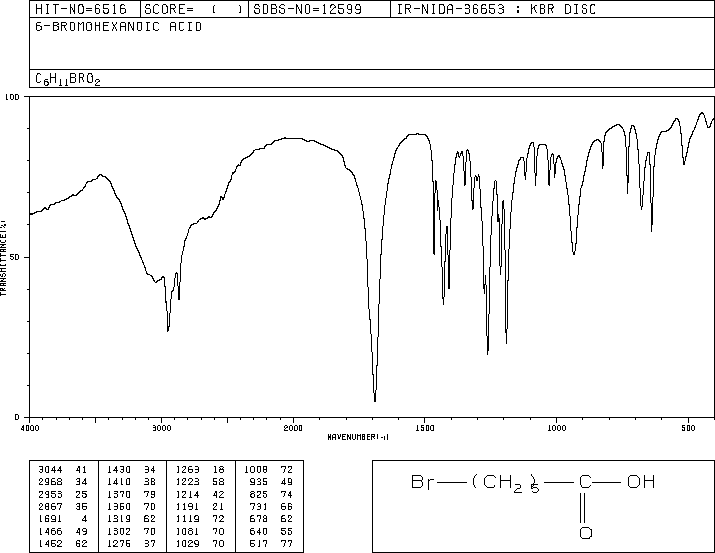 HIT-NO=6516 SCORE= ( ) SDBS-NO=12599 IR-NIDA-36653 : KBR DISC
6-BROMOHEXANOIC ACID
C6H11BRO2
100
TRANSMITTANCE(%)
50
0
4000 3000 2000 1500 1000 500
WAVENUMBER(-1)
3044 41 1430 34 1263 18 1008 72
2968 34 1410 38 1223 58 935 49
2953 25 1370 79 1214 42 825 74
2867 35 1350 70 1191 21 731 66
1691 4 1319 62 1119 72 678 62
1466 49 1302 70 1081 70 640 55
1452 62 1276 37 1029 70 517 77
Br (CH2)5 C OH
O